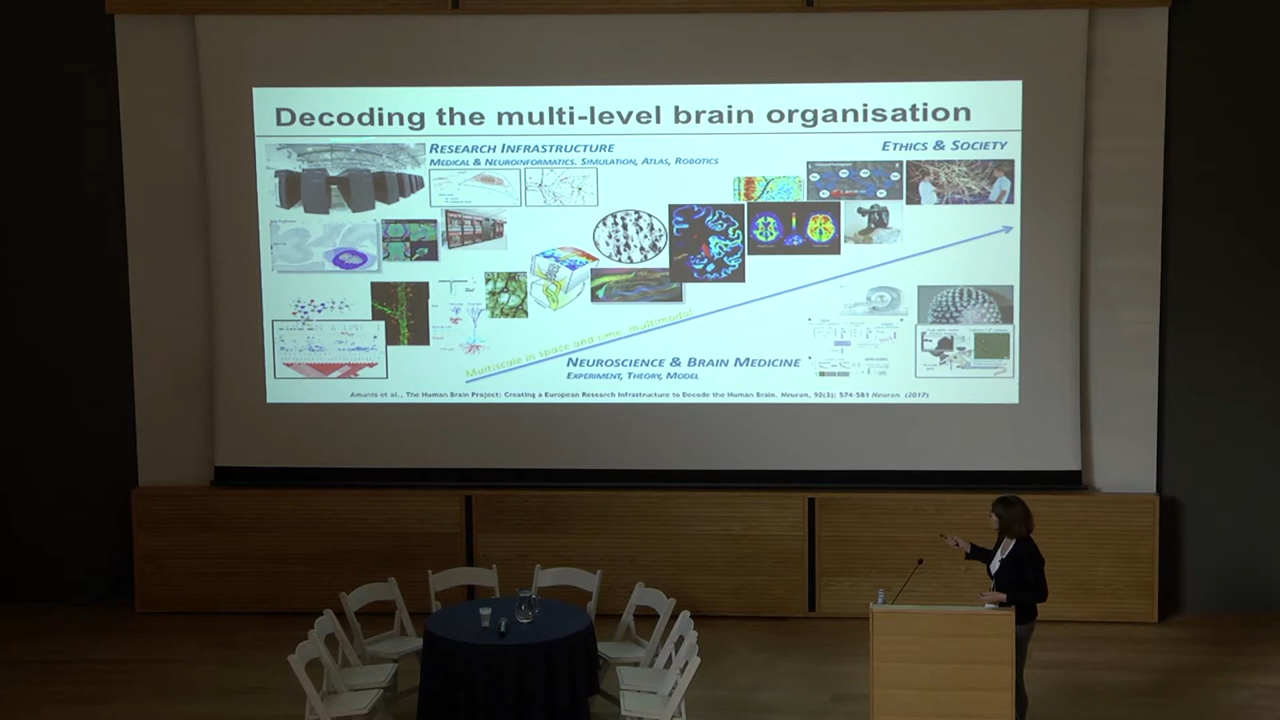 Decoding the multi-level brain organisation
RESEARCH INFRASTRUCTURE
MEDICAL & NEUROINFORMATICS. SIMULATION, ATLAS, ROBOTICS
ETHICS & SOCIETY
Multiscale in space and time, multimodal
NEUROSCIENCE & BRAIN MEDICINE
EXPERIMENT, THEORY, MODEL
Amunts et al., The Human Brain Project: Creating a European Research Infrastructure to Decode the Human Brain. Neuron, 92(3): 574-581 Neuron (2017)